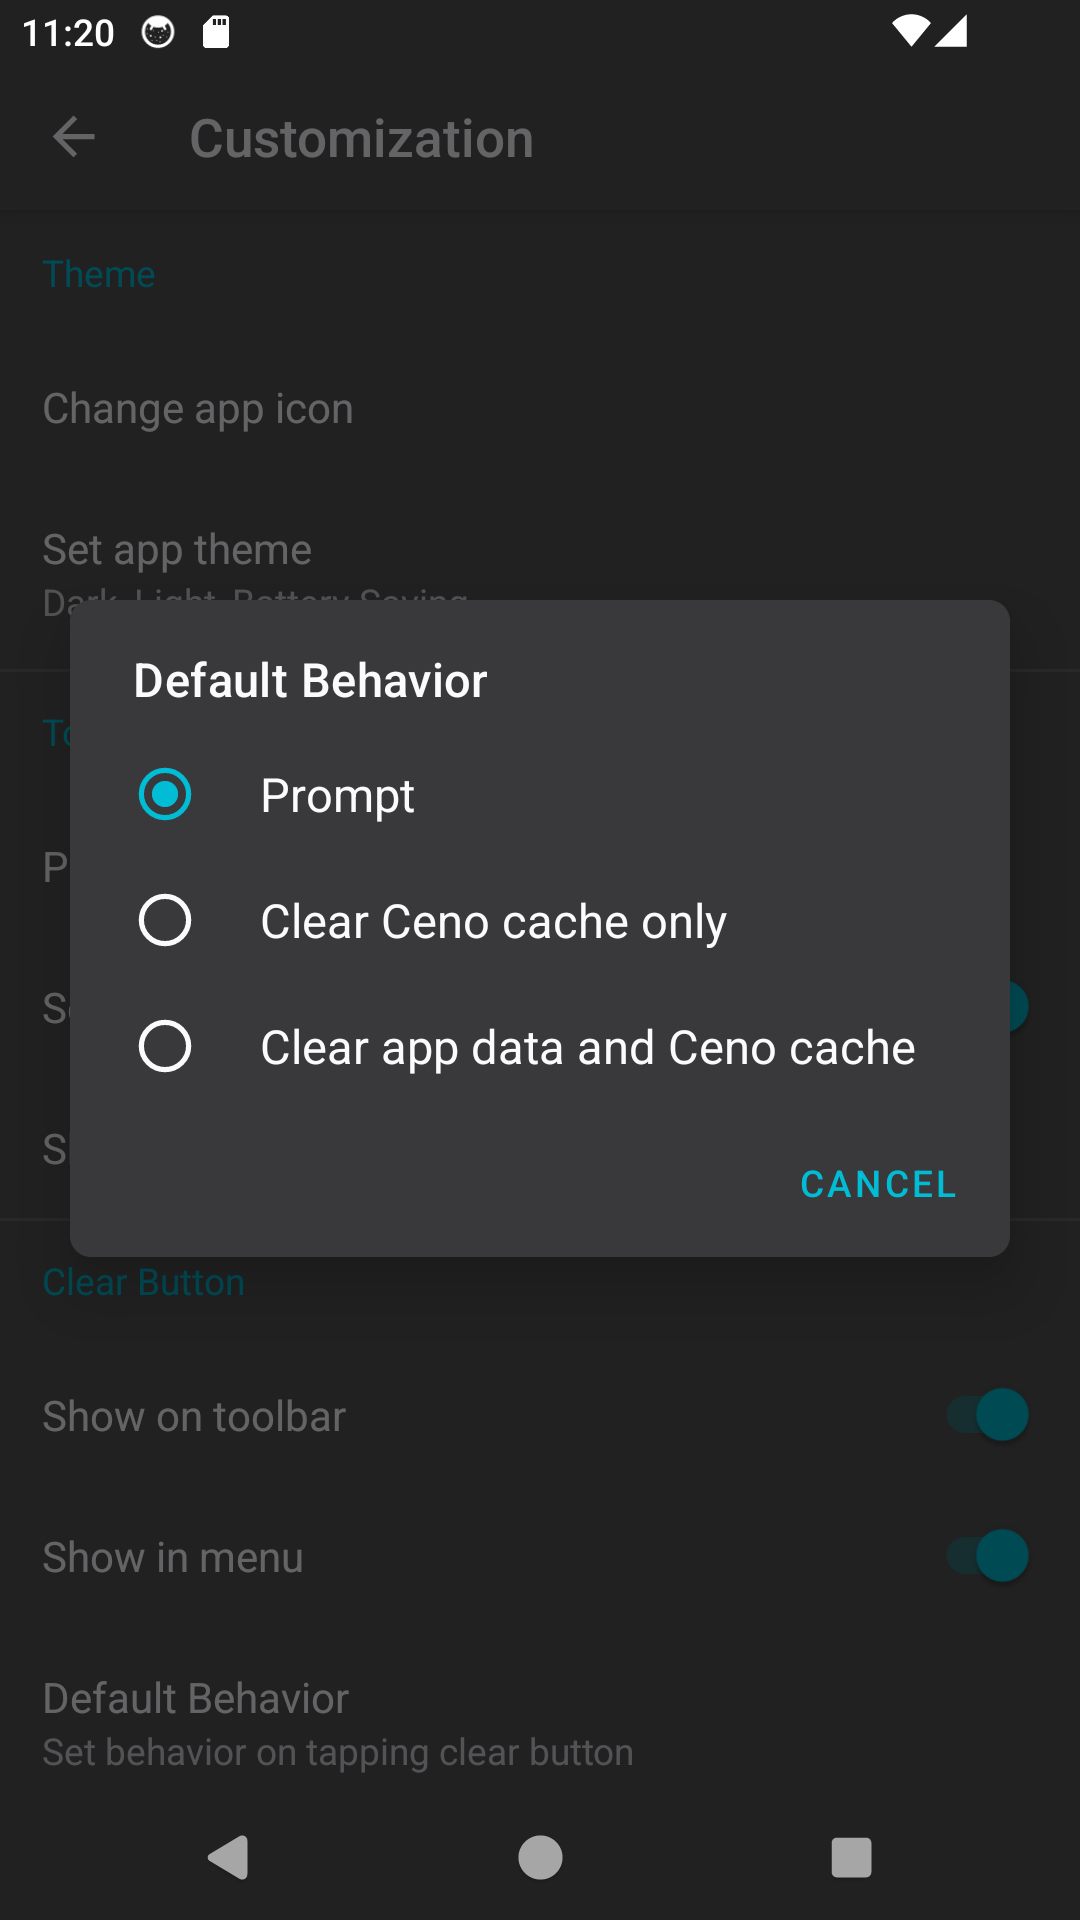 11:20
Customization
Theme
Change app icon
Set app theme
Dark, Light, Battery Saving
Default Behavior
Prompt
Clear Ceno cache only
Clear app data and Ceno cache
CANCEL
Clear Button
Show on toolbar
Show in menu
Default Behavior
Set behavior on tapping clear button